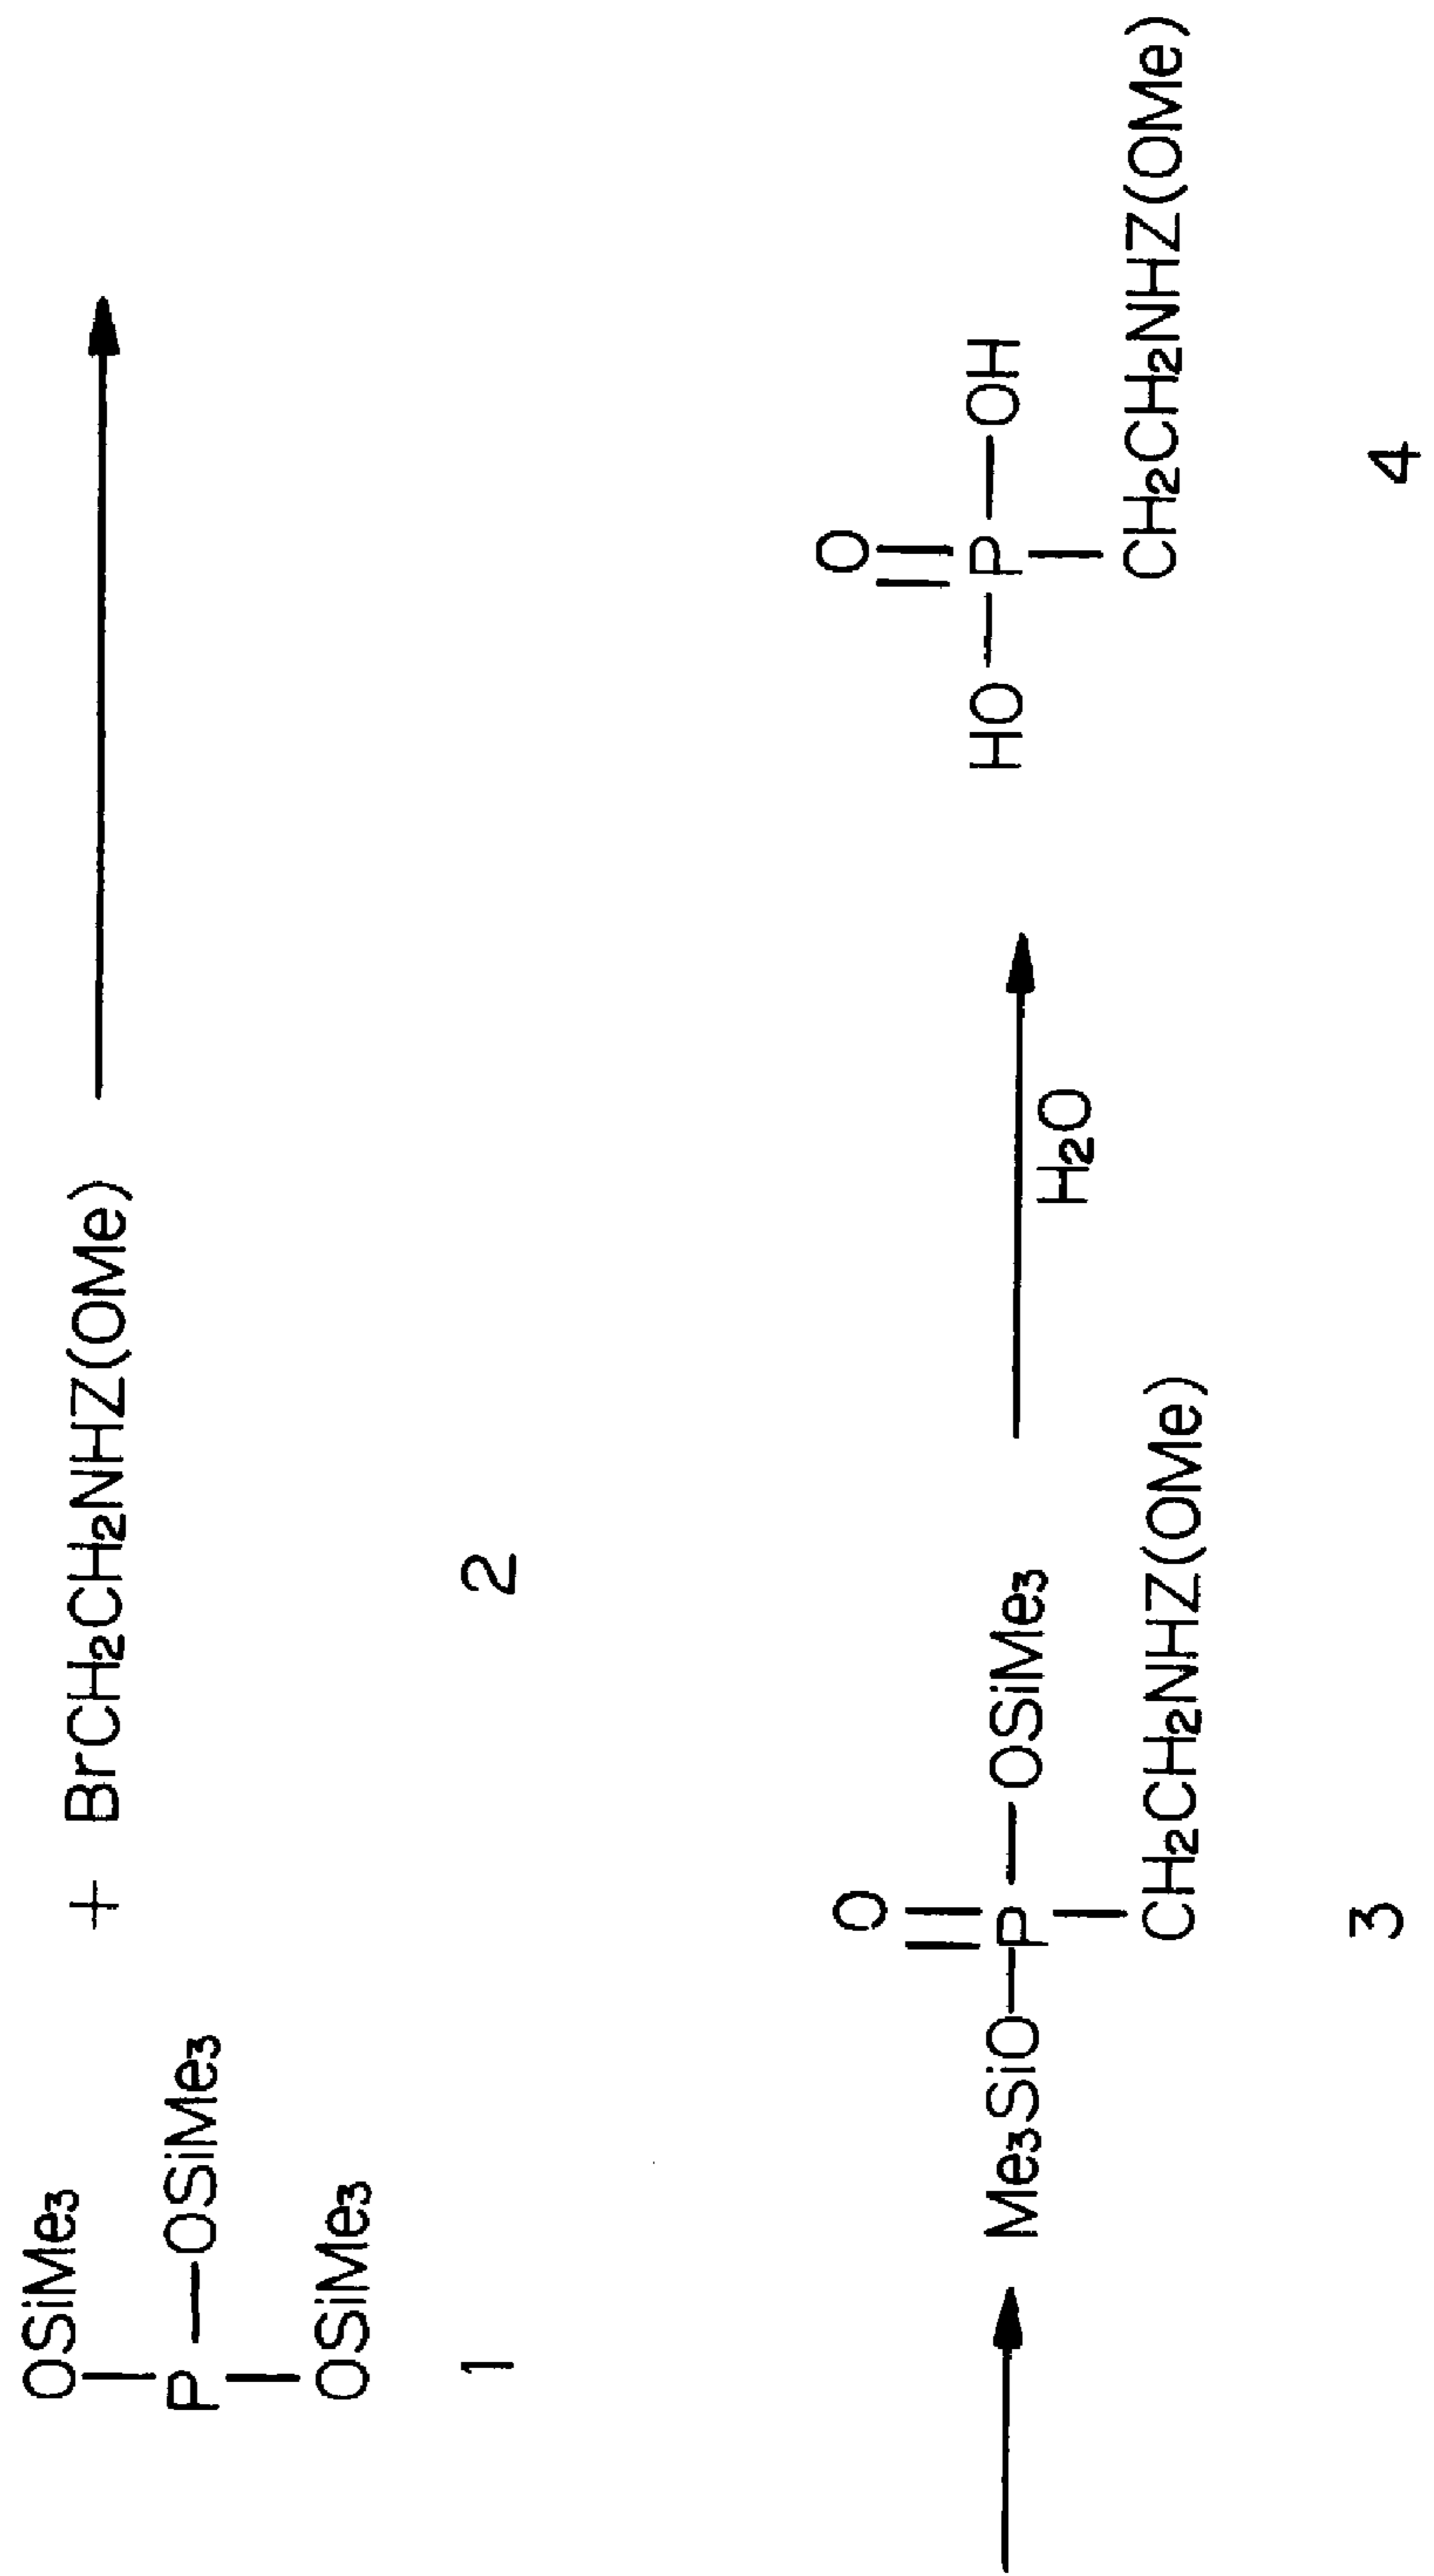 OSiMe3
P—OSiMe3 + BrCH2CH2NHZ(OMe)
OSiMe3
1 2
O O
Me3SiO—P—OSiMe3 H2O HO—P—OH
CH2CH2NHZ(OMe) CH2CH2NHZ(OMe)
3 4